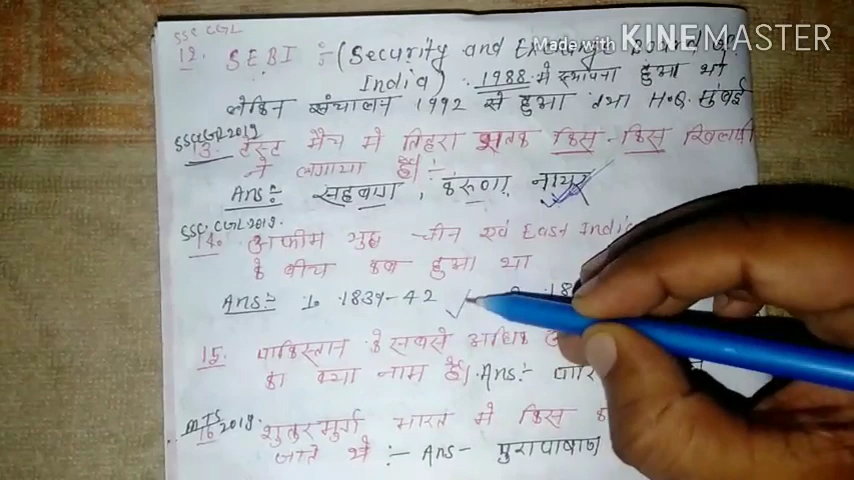 Made with KINEMASTER
SSC CGL
12. SEBI :- (Security and Exchange Board of
India) . 1988 में स्थापना हुआ था
लेकिन संचालन 1992 से हुआ तथा H.Q. मुंबई
SSC CGL 2019
13. टेस्ट मैच में तिहरा शतक किस - किस खिलाड़ी
ने लगाया है :-
Ans :- सहवाग , करूण नायर
SSC CGL 2019.
14. अफीम युद्ध चीन एवं East India
के बीच कब हुआ था
Ans :- 1. 1839-42
15. पाकिस्तान के सबसे अधिक
का क्या नाम है। Ans :-
MTS 2019
16 शुतुरमुर्ग भारत में किस
जाते थे :- Ans - पुरापाषाण